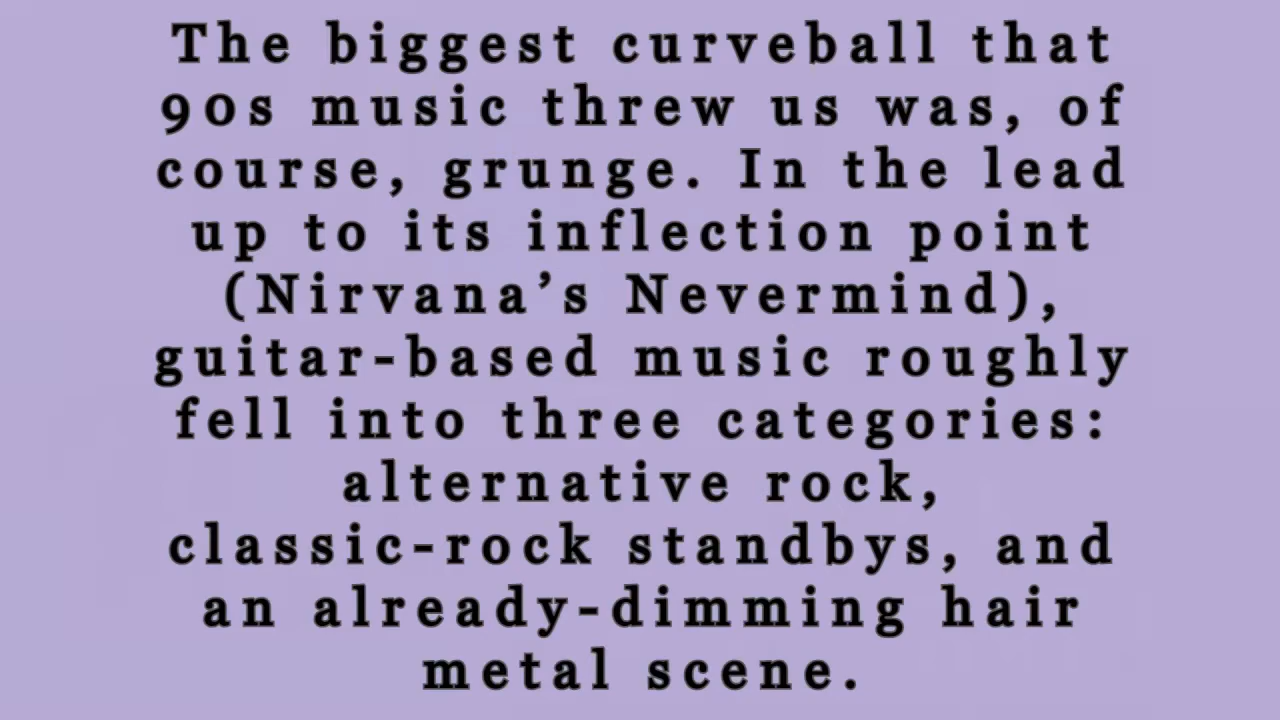 The biggest curveball that
90s music threw us was, of
course, grunge. In the lead
up to its inflection point
(Nirvana’s Nevermind),
guitar-based music roughly
fell into three categories:
alternative rock,
classic-rock standbys, and
an already-dimming hair
metal scene.